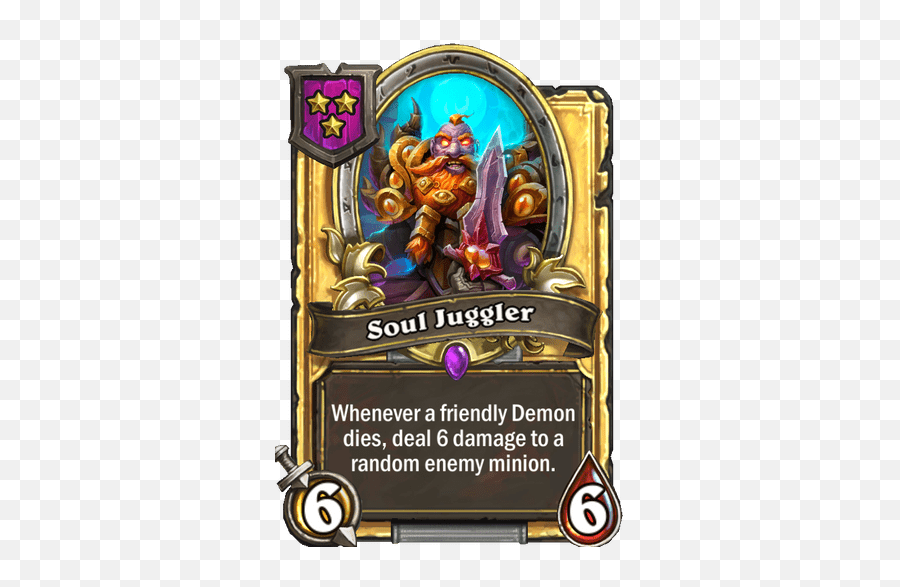 Soul Juggler
Whenever a friendly Demon
dies, deal 6 damage to a
random enemy minion.
6
6